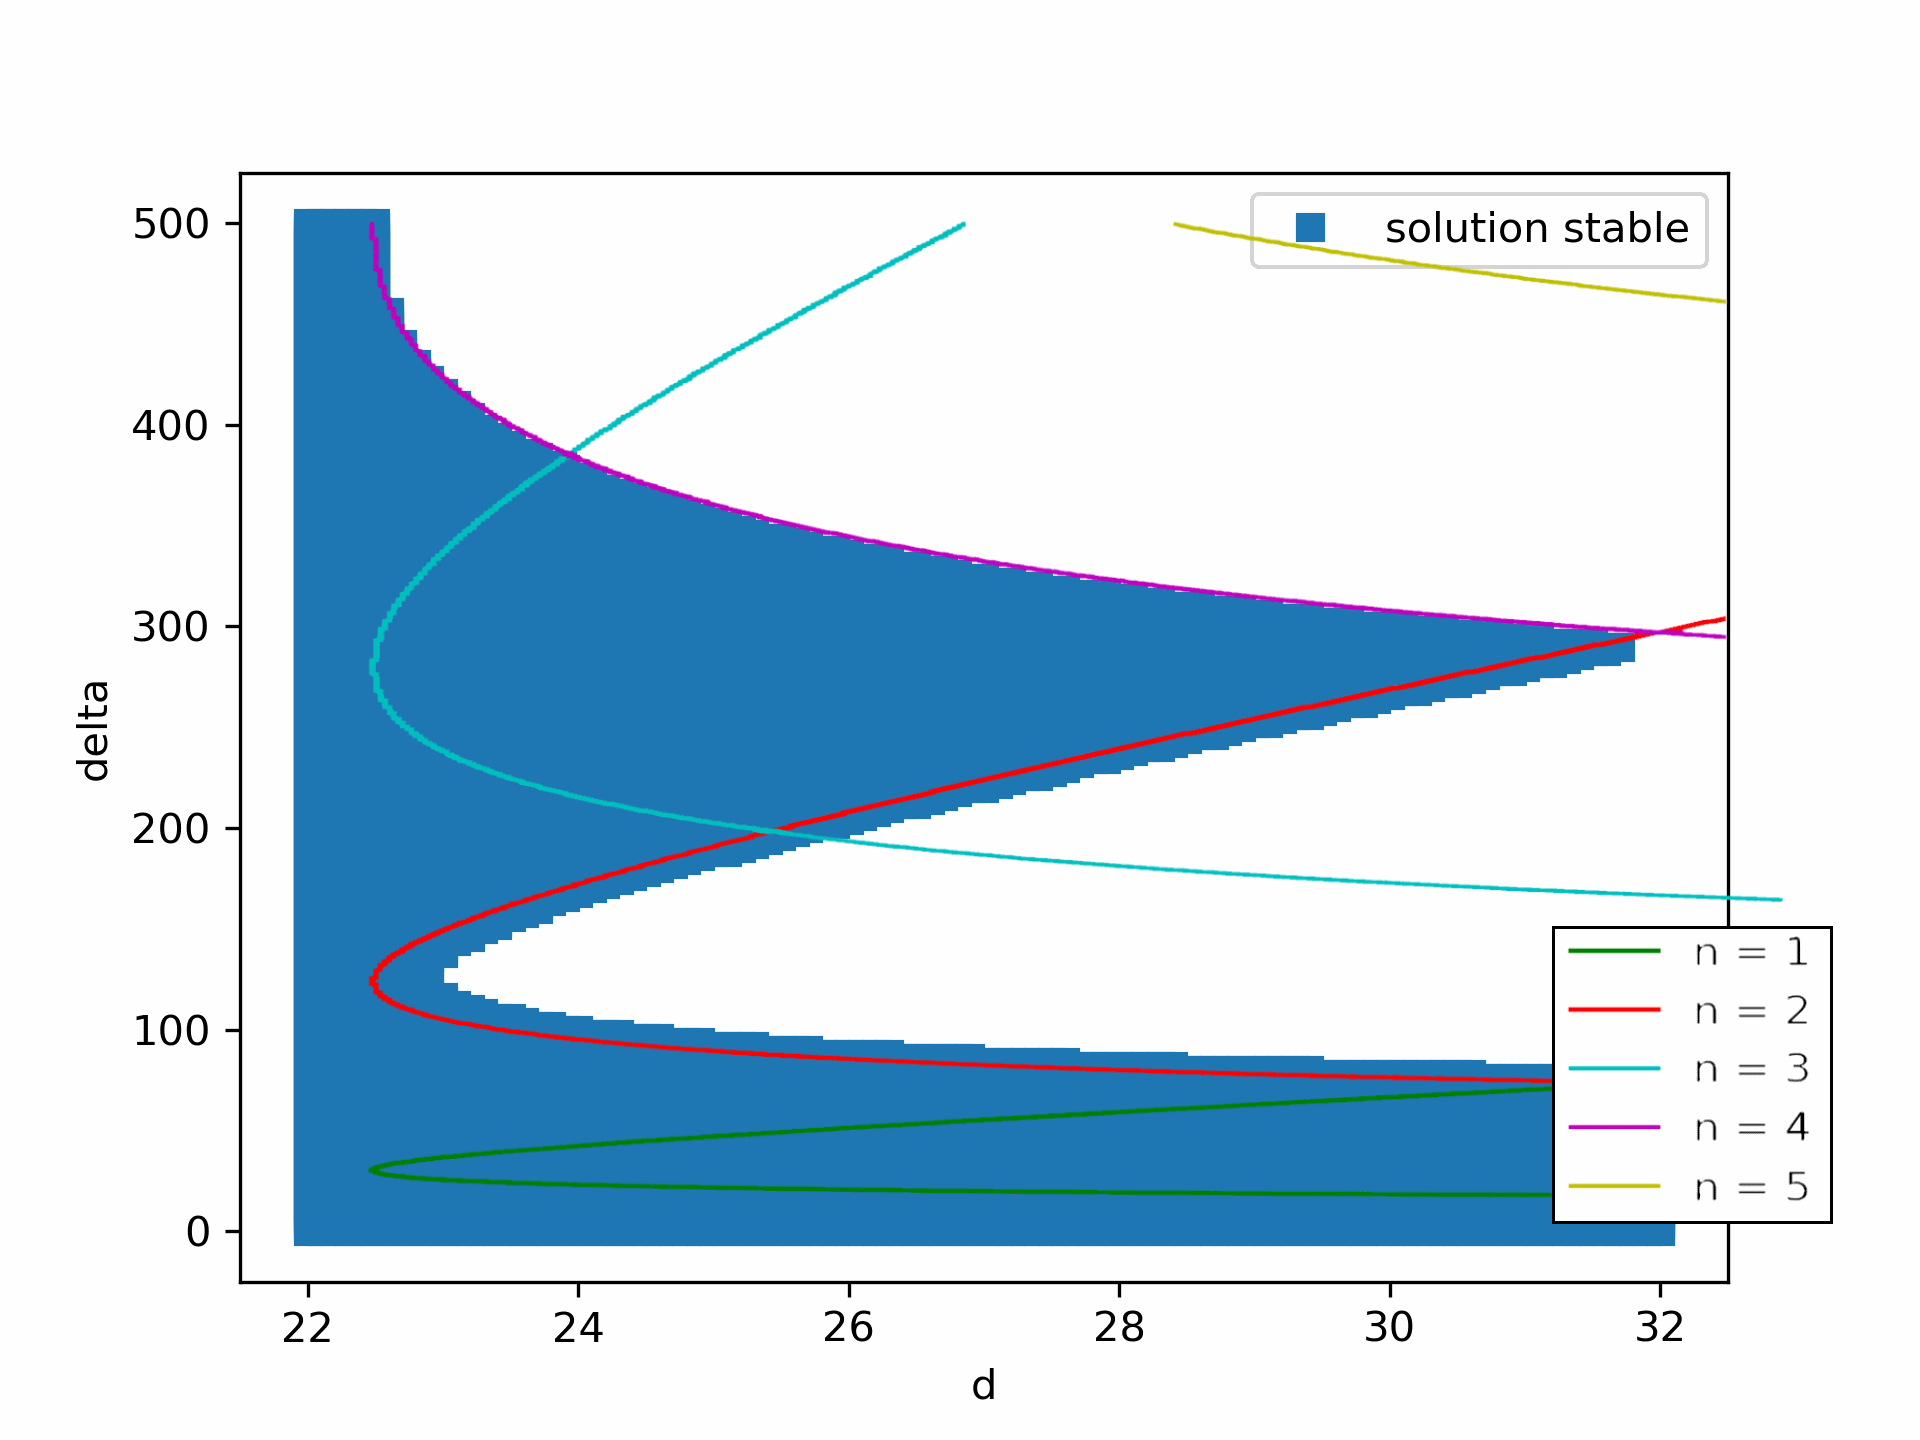 500
400
300
200
100
0
delta
solution stable
n = 1
n = 2
n = 3
n = 4
n = 5
22 24 26 28 30 32
d